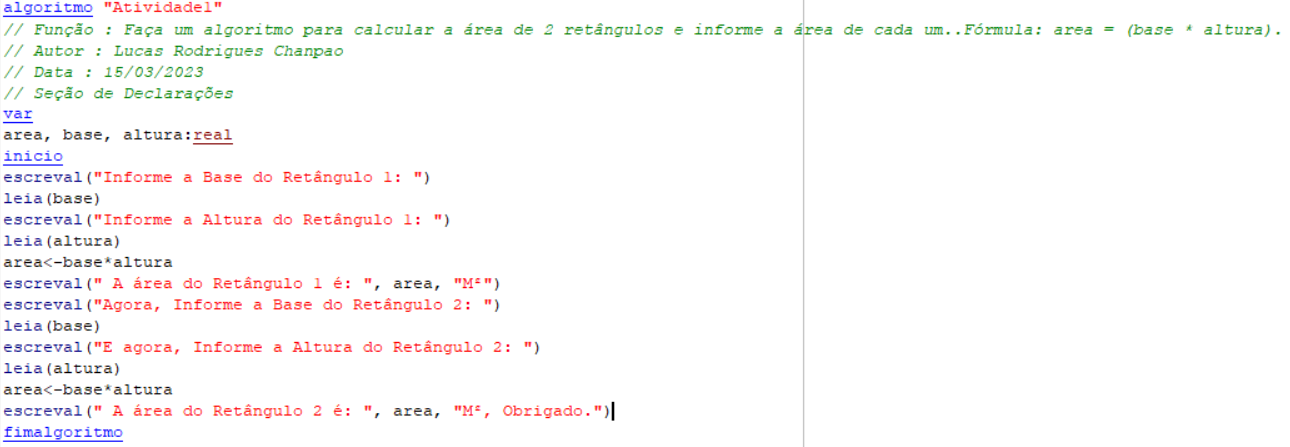 algoritmo "Atividade1"
// Função : Faça um algoritmo para calcular a área de 2 retângulos e informe a área de cada um..Fórmula: area = (base * altura).
// Autor : Lucas Rodrigues Chanpao
// Data : 15/03/2023
// Seção de Declarações
var
area, base, altura:real
inicio
escreval("Informe a Base do Retângulo 1: ")
leia(base)
escreval("Informe a Altura do Retângulo 1: ")
leia(altura)
area<-base*altura
escreval(" A área do Retângulo 1 é: ", area, "M²")
escreval("Agora, Informe a Base do Retângulo 2: ")
leia(base)
escreval("E agora, Informe a Altura do Retângulo 2: ")
leia(altura)
area<-base*altura
escreval(" A área do Retângulo 2 é: ", area, "M², Obrigado.")
fimalgoritmo